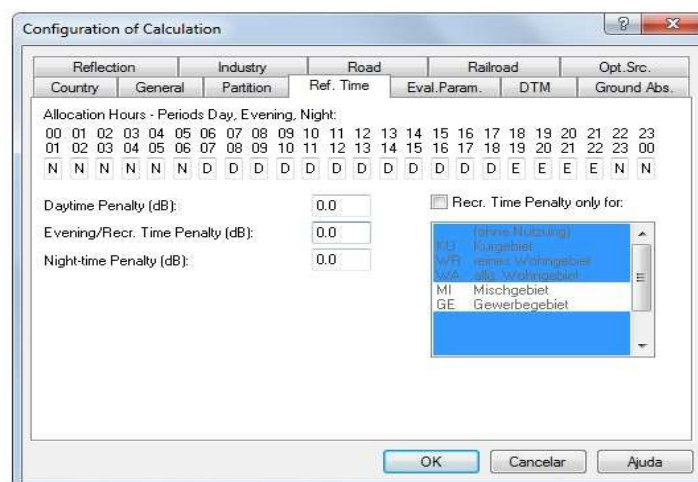 Configuration of Calculation
Reflection Industry Road Railroad Opt.Src.
Country General Partition Ref. Time Eval.Param. DTM Ground Abs.
Allocation Hours - Periods Day, Evening, Night:
00 01 02 03 04 05 06 07 08 09 10 11 12 13 14 15 16 17 18 19 20 21 22 23
01 02 03 04 05 06 07 08 09 10 11 12 13 14 15 16 17 18 19 20 21 22 23 00
N N N N N N D D D D D D D D D D D D E E E E N N
Daytime Penalty (dB): 0.0
Evening/Recr. Time Penalty (dB): 0.0
Night-time Penalty (dB): 0.0
Recr. Time Penalty only for:
(ohne Nutzung)
KU Kurgebiet
WR reines Wohngebiet
WA allg. Wohngebiet
MI Mischgebiet
GE Gewerbegebiet
OK Cancelar Ajuda